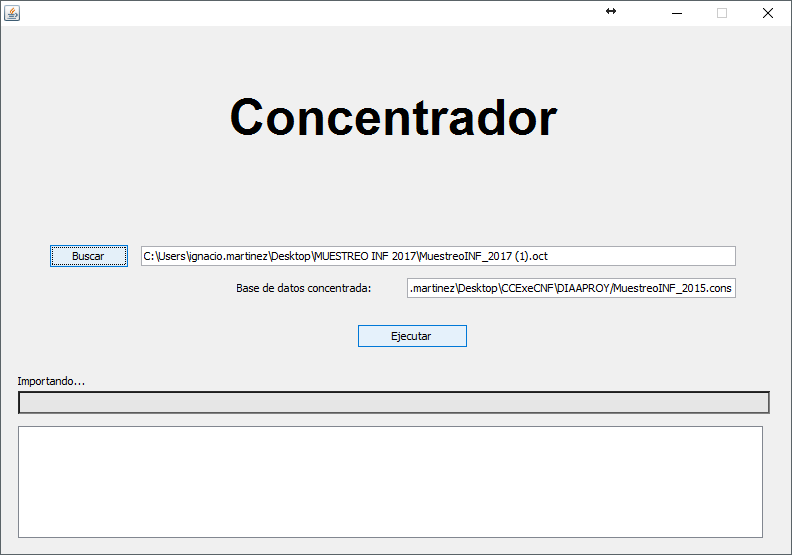 Concentrador
Buscar C:\Users\ignacio.martinez\Desktop\MUESTREO INF 2017\MuestreoINF_2017 (1).oct
Base de datos concentrada: .martinez\Desktop\CCExeCNF\DIAAPROY/MuestreoINF_2015.cons
Ejecutar
Importando...